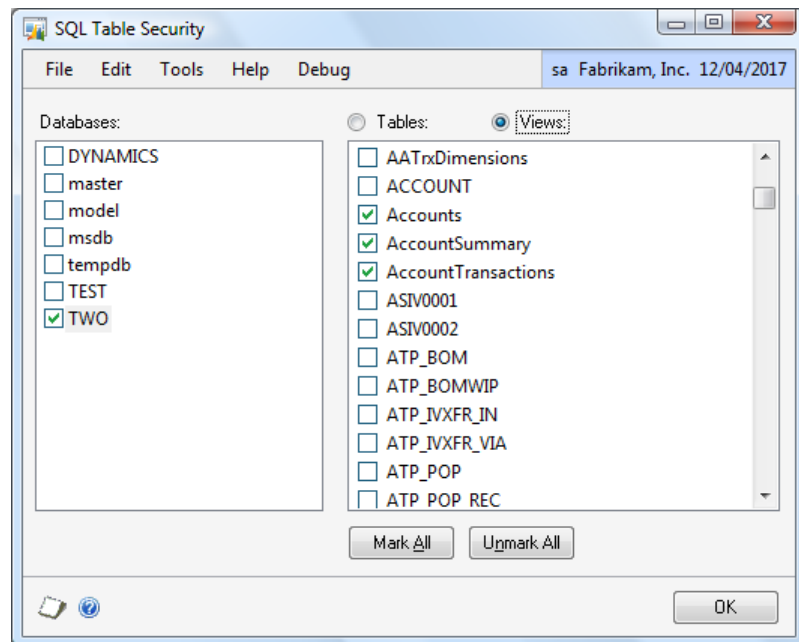 SQL Table Security
File Edit Tools Help Debug sa Fabrikam, Inc. 12/04/2017
Databases:
DYNAMICS
master
model
msdb
tempdb
TEST
TWO
Tables: Views:
AATrxDimensions
ACCOUNT
Accounts
AccountSummary
AccountTransactions
ASIV0001
ASIV0002
ATP_BOM
ATP_BOMWIP
ATP_IVXFR_IN
ATP_IVXFR_VIA
ATP_POP
ATP_POP_REC
Mark All Unmark All
OK